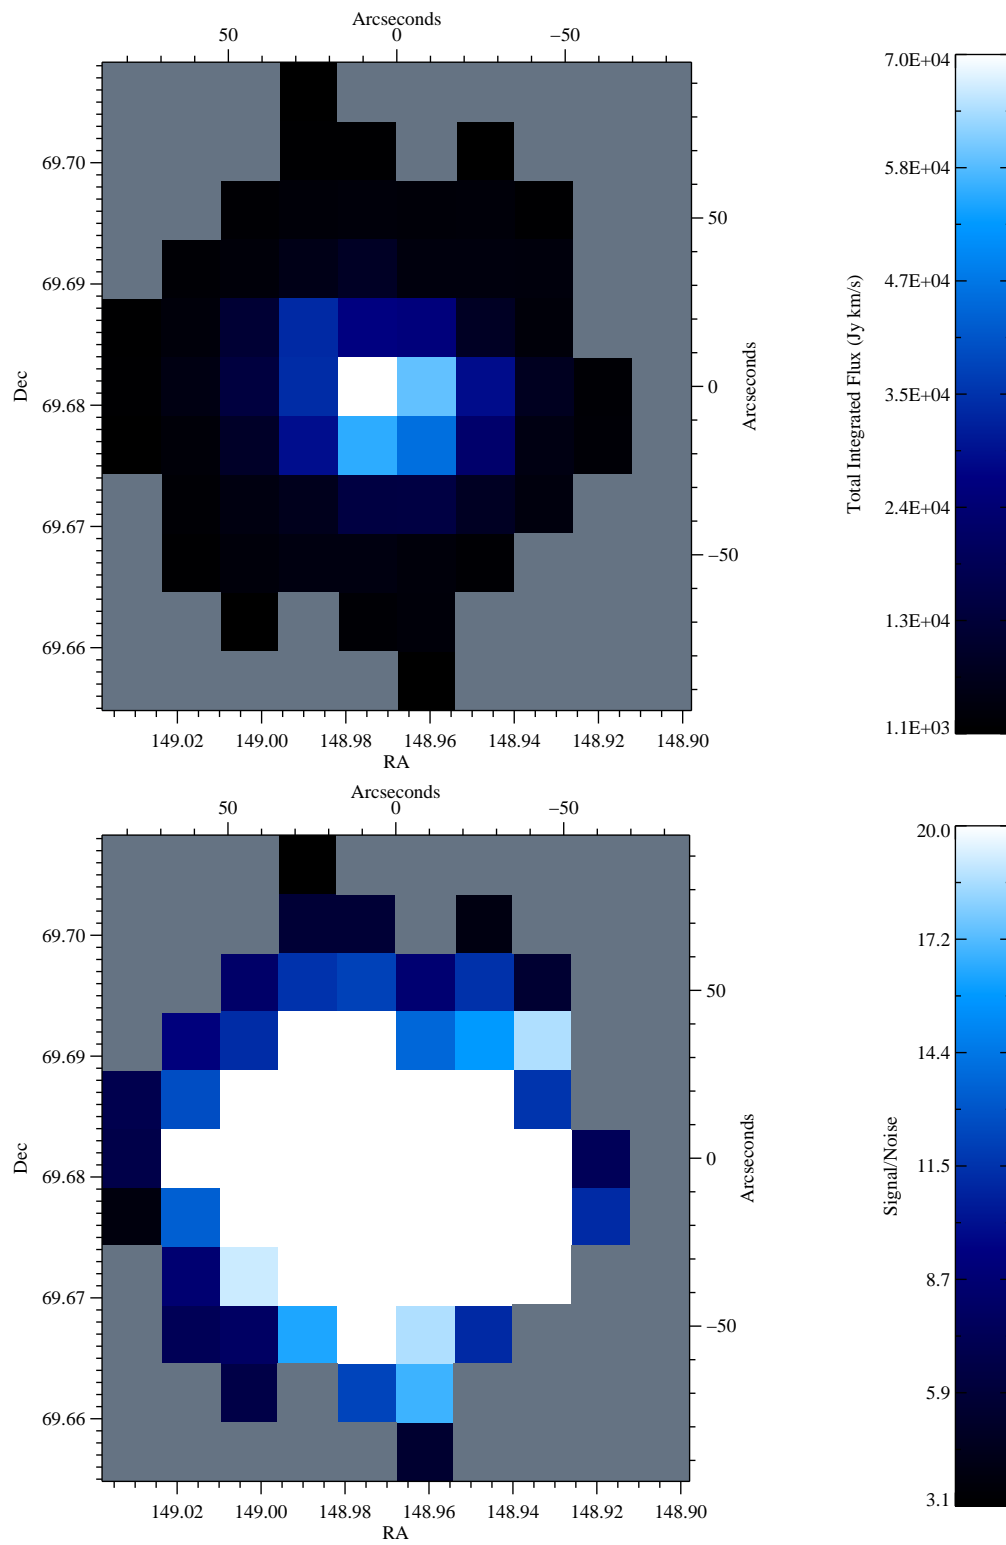 Arcseconds
50 0 −50
69.70
69.69
69.68
69.67
69.66
Dec
50
0
−50
Arcseconds
149.02 149.00 148.98 148.96 148.94 148.92 148.90
RA
Total Integrated Flux (Jy km/s)
7.0E+04
5.8E+04
4.7E+04
3.5E+04
2.4E+04
1.3E+04
1.1E+03
Arcseconds
50 0 −50
69.70
69.69
69.68
69.67
69.66
Dec
50
0
−50
Arcseconds
149.02 149.00 148.98 148.96 148.94 148.92 148.90
RA
Signal/Noise
20.0
17.2
14.4
11.5
8.7
5.9
3.1